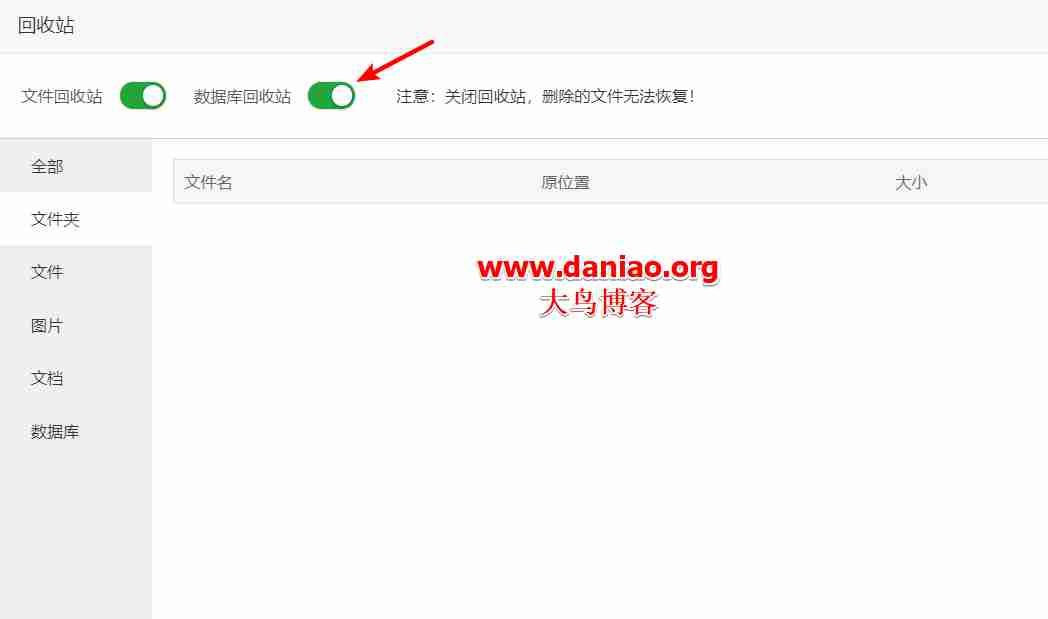 回收站
文件回收站 数据库回收站 注意：关闭回收站，删除的文件无法恢复！
全部
文件名 原位置 大小
文件夹
文件
www.daniao.org
大鸟博客
图片
文档
数据库